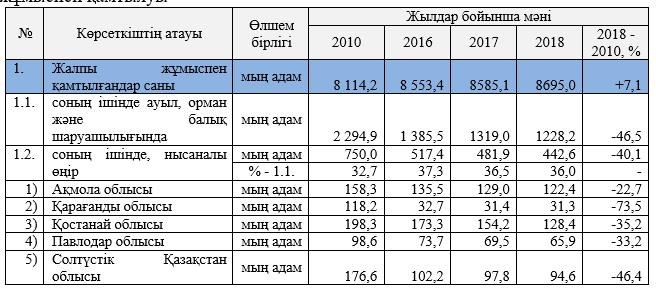 № Көрсеткіштің атауы Өлшем бірлігі Жылдар бойынша мәні
2010 2016 2017 2018 2018 - 2010, %
1. Жалпы жұмыспен қамтылғандар саны мың адам 8 114,2 8 553,4 8585,1 8695,0 +7,1
1.1. соның ішінде ауыл, орман және балық шаруашылығында мың адам 2 294,9 1 385,5 1319,0 1228,2 -46,5
1.2. соның ішінде, нысаналы өңір мың адам 750,0 517,4 481,9 442,6 -40,1
% - 1.1. 32,7 37,3 36,5 36,0 -
1) Ақмола облысы мың адам 158,3 135,5 129,0 122,4 -22,7
2) Қарағанды облысы мың адам 118,2 32,7 31,4 31,3 -73,5
3) Қостанай облысы мың адам 198,3 173,3 154,2 128,4 -35,2
4) Павлодар облысы мың адам 98,6 73,7 69,5 65,9 -33,2
5) Солтүстік Қазақстан облысы мың адам 176,6 102,2 97,8 94,6 -46,4